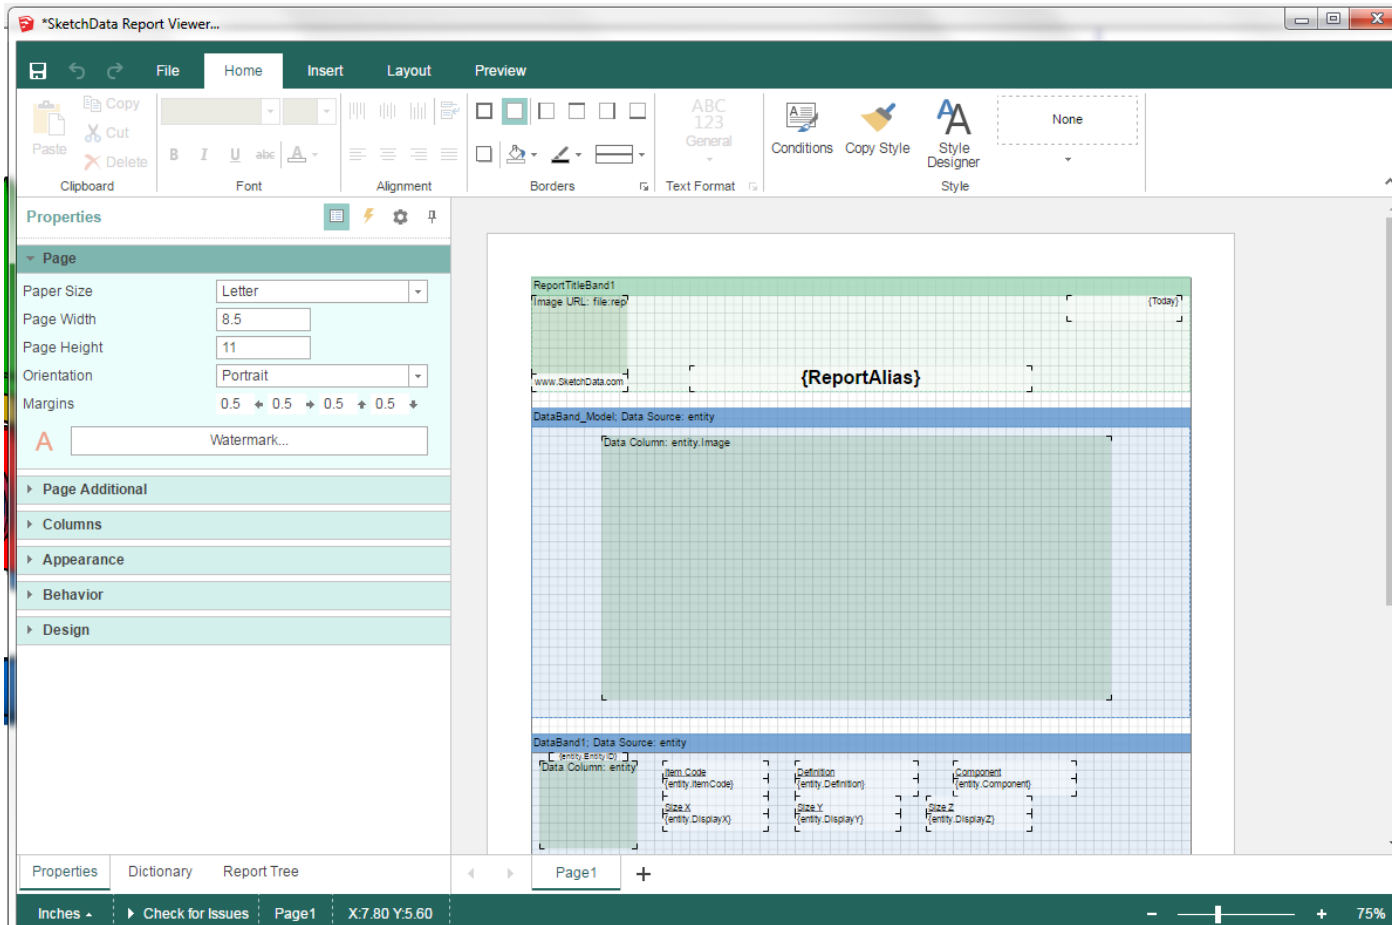 *SketchData Report Viewer...
File Home Insert Layout Preview
Paste
Copy
Cut
Delete
Clipboard
B I U abc A
Font
Alignment
Borders
ABC
123
General
Text Format
Conditions
Copy Style
Style
Designer
None
Style
Properties
Page
Paper Size Letter
Page Width 8.5
Page Height 11
Orientation Portrait
Margins 0.5 0.5 0.5 0.5
A Watermark...
Page Additional
Columns
Appearance
Behavior
Design
ReportTitleBand1
Image URL: file:rep
{Today}
www.SketchData.com
{ReportAlias}
DataBand_Model; Data Source: entity
Data Column: entity.Image
DataBand1; Data Source: entity
{entity.EntityID}
Data Column: entity
Item Code Definition Component
{entity.ItemCode} {entity.Definition} {entity.Component}
Size X Size Y Size Z
{entity.DisplayX} {entity.DisplayY} {entity.DisplayZ}
Properties Dictionary Report Tree
Page1
Inches Check for Issues Page1 X:7.80 Y:5.60 75%